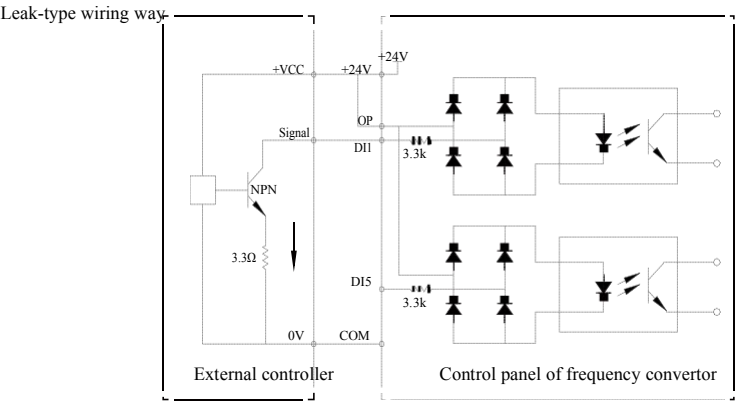 Leak-type wiring way
+24V
+VCC
+24V
OP
Signal
DI1
3.3k
NPN
3.3Ω
DI5
3.3k
0V
COM
External controller
Control panel of frequency convertor